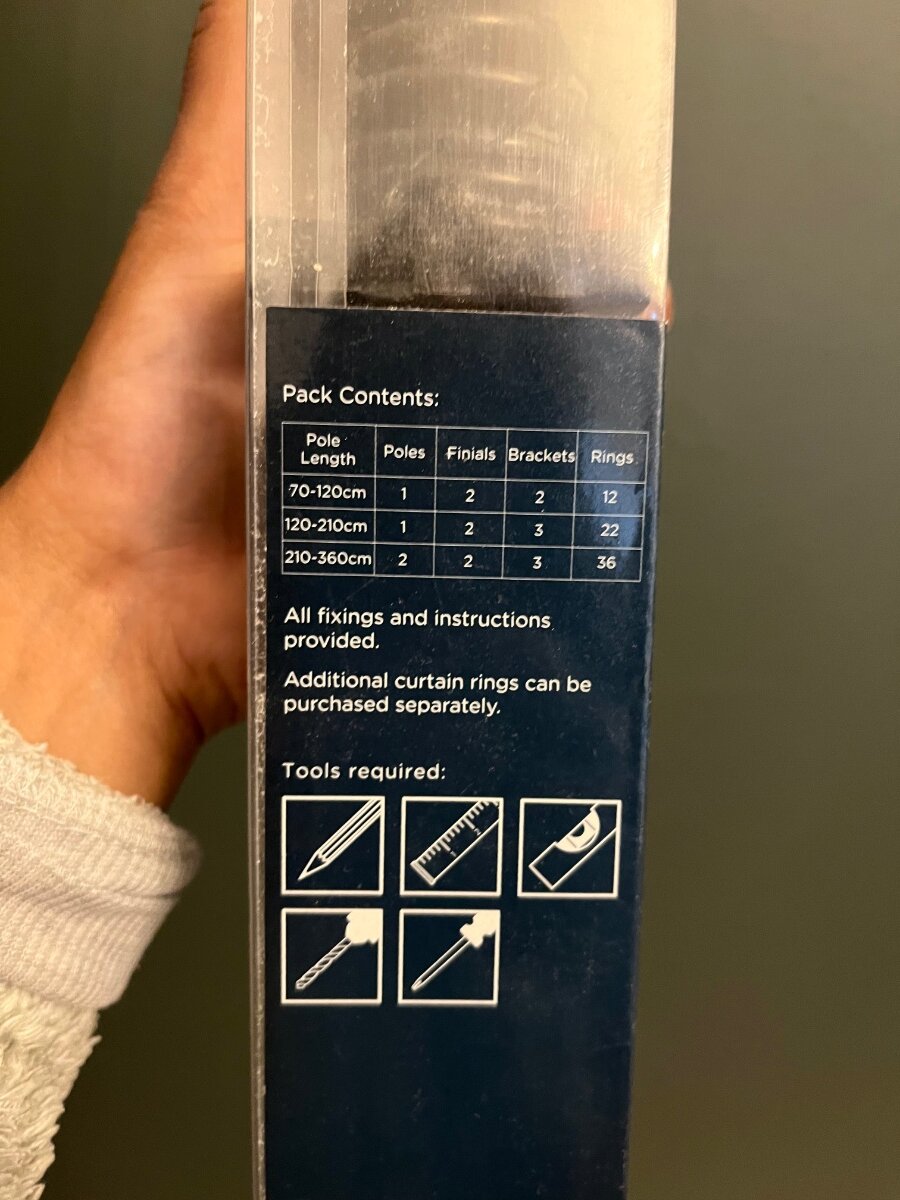 Pack Contents:
Pole Length Poles Finials Brackets Rings
70-120cm 1 2 2 12
120-210cm 1 2 3 22
210-360cm 2 2 3 36
All fixings and instructions
provided.
Additional curtain rings can be
purchased separately.
Tools required:
1 2